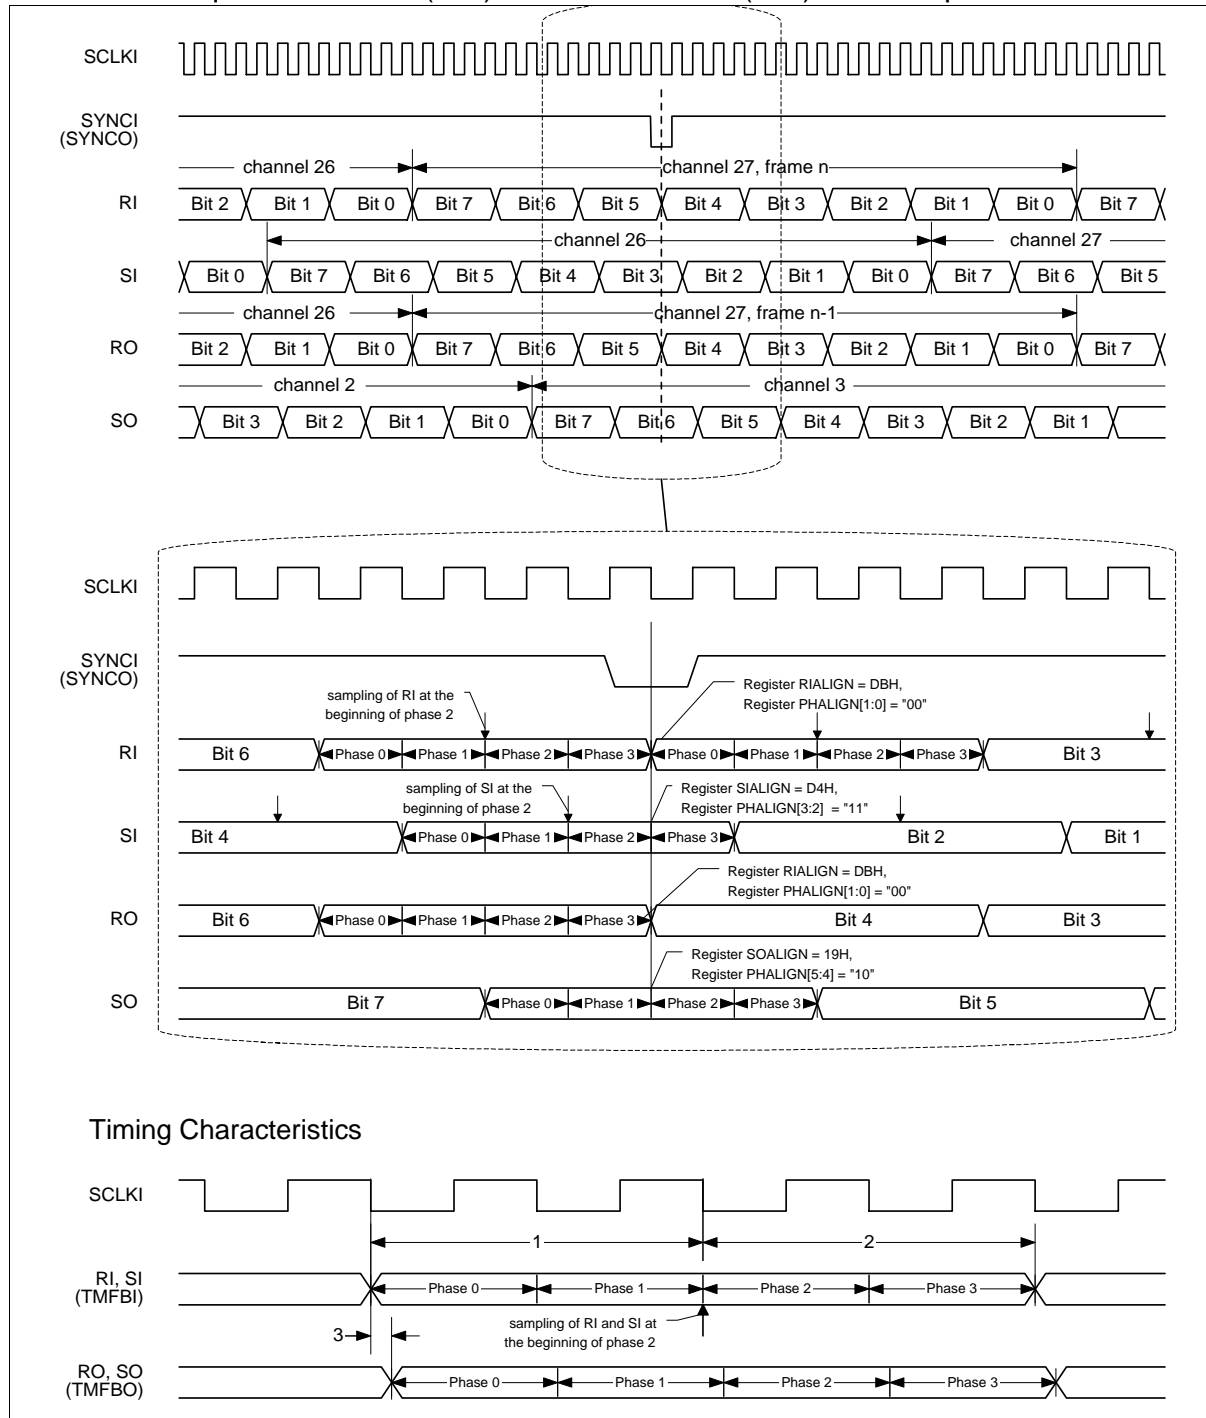 SCLKI
SYNCI
(SYNCO)
channel 26
channel 27, frame n
RI
Bit 2 Bit 1 Bit 0 Bit 7 Bit 6 Bit 5 Bit 4 Bit 3 Bit 2 Bit 1 Bit 0 Bit 7
channel 26
channel 27
SI
Bit 0 Bit 7 Bit 6 Bit 5 Bit 4 Bit 3 Bit 2 Bit 1 Bit 0 Bit 7 Bit 6 Bit 5
channel 26
channel 27, frame n-1
RO
Bit 2 Bit 1 Bit 0 Bit 7 Bit 6 Bit 5 Bit 4 Bit 3 Bit 2 Bit 1 Bit 0 Bit 7
channel 2
channel 3
SO
Bit 3 Bit 2 Bit 1 Bit 0 Bit 7 Bit 6 Bit 5 Bit 4 Bit 3 Bit 2 Bit 1
SCLKI
SYNCI
(SYNCO)
sampling of RI at the
beginning of phase 2
Register RIALIGN = DBH,
Register PHALIGN[1:0] = "00"
RI
Bit 6 Phase 0 Phase 1 Phase 2 Phase 3 Phase 0 Phase 1 Phase 2 Phase 3 Bit 3
sampling of SI at the
beginning of phase 2
Register SIALIGN = D4H,
Register PHALIGN[3:2] = "11"
SI
Bit 4 Phase 0 Phase 1 Phase 2 Phase 3 Bit 2 Bit 1
Register RIALIGN = DBH,
Register PHALIGN[1:0] = "00"
RO
Bit 6 Phase 0 Phase 1 Phase 2 Phase 3 Bit 4 Bit 3
Register SOALIGN = 19H,
Register PHALIGN[5:4] = "10"
SO
Bit 7 Phase 0 Phase 1 Phase 2 Phase 3 Bit 5
Timing Characteristics
SCLKI
1
2
RI, SI
(TMFBI)
Phase 0 Phase 1 Phase 2 Phase 3
sampling of RI and SI at
the beginning of phase 2
3
RO, SO
(TMFBO)
Phase 0 Phase 1 Phase 2 Phase 3